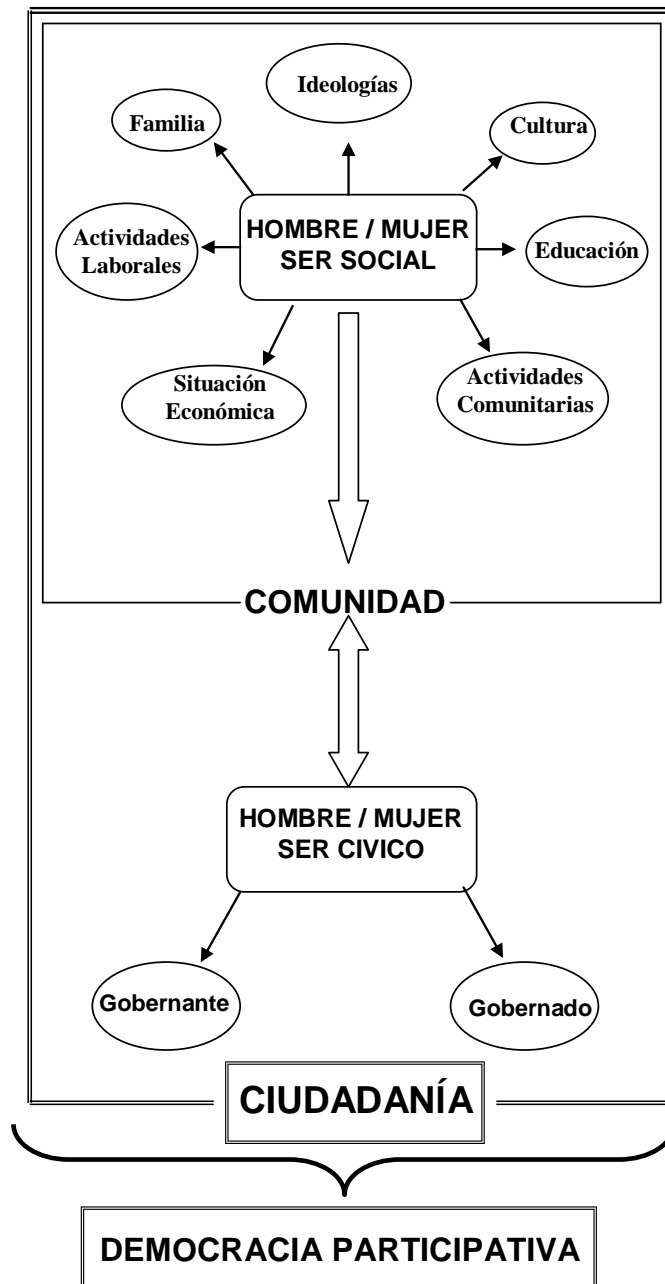 Ideologías
Familia
Cultura
HOMBRE / MUJER
SER SOCIAL
Actividades
Laborales
Educación
Situación
Económica
Actividades
Comunitarias
COMUNIDAD
HOMBRE / MUJER
SER CIVICO
Gobernante
Gobernado
CIUDADANÍA
DEMOCRACIA PARTICIPATIVA